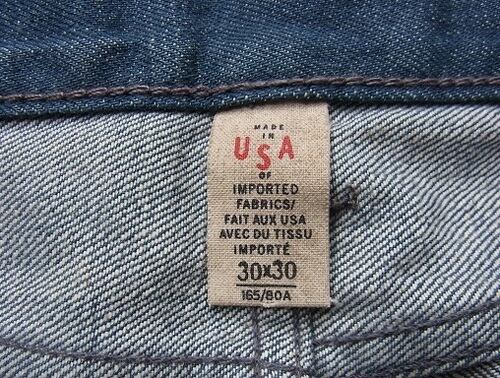 MADE
IN
USA
OF
IMPORTED
FABRICS/
FAIT AUX USA
AVEC DU TISSU
IMPORTÉ
30x30
165/80A